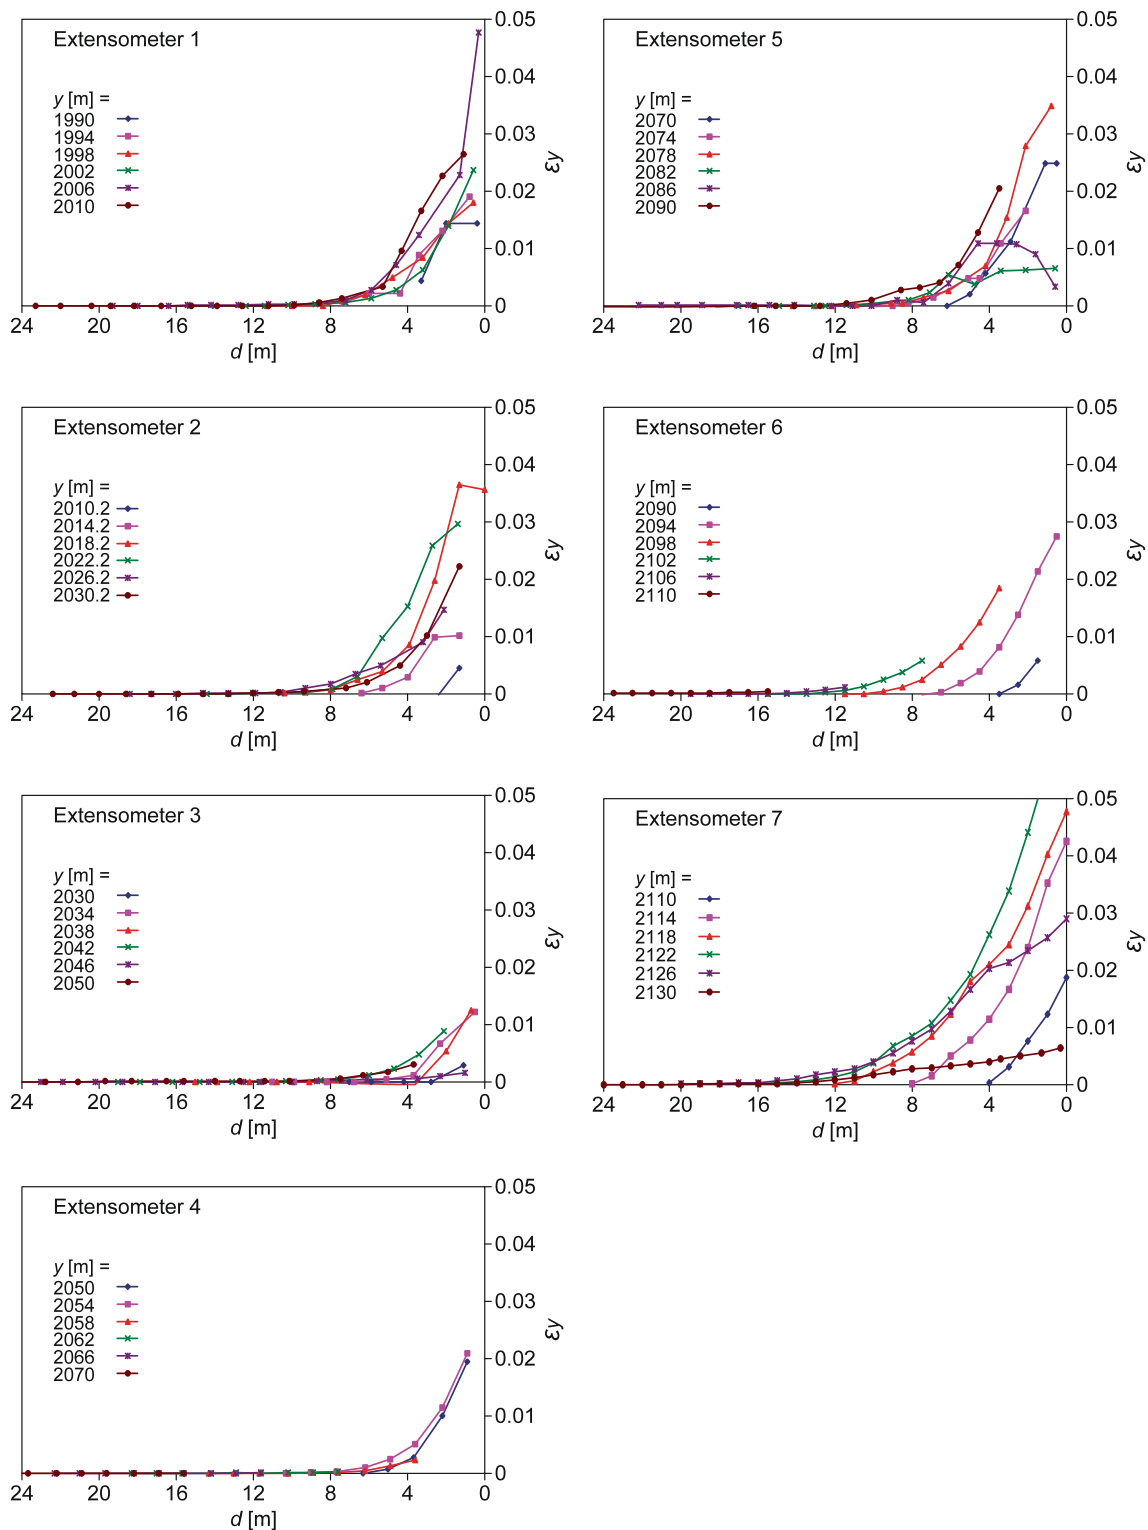 Extensometer 1
y [m] =
1990
1994
1998
2002
2006
2010
0.05
0.04
0.03
0.02
0.01
0
εy
24 20 16 12 8 4 0
d [m]
Extensometer 5
y [m] =
2070
2074
2078
2082
2086
2090
0.05
0.04
0.03
0.02
0.01
0
εy
24 20 16 12 8 4 0
d [m]
Extensometer 2
y [m] =
2010.2
2014.2
2018.2
2022.2
2026.2
2030.2
0.05
0.04
0.03
0.02
0.01
0
εy
24 20 16 12 8 4 0
d [m]
Extensometer 6
y [m] =
2090
2094
2098
2102
2106
2110
0.05
0.04
0.03
0.02
0.01
0
εy
24 20 16 12 8 4 0
d [m]
Extensometer 3
y [m] =
2030
2034
2038
2042
2046
2050
0.05
0.04
0.03
0.02
0.01
0
εy
24 20 16 12 8 4 0
d [m]
Extensometer 7
y [m] =
2110
2114
2118
2122
2126
2130
0.05
0.04
0.03
0.02
0.01
0
εy
24 20 16 12 8 4 0
d [m]
Extensometer 4
y [m] =
2050
2054
2058
2062
2066
2070
0.05
0.04
0.03
0.02
0.01
0
εy
24 20 16 12 8 4 0
d [m]